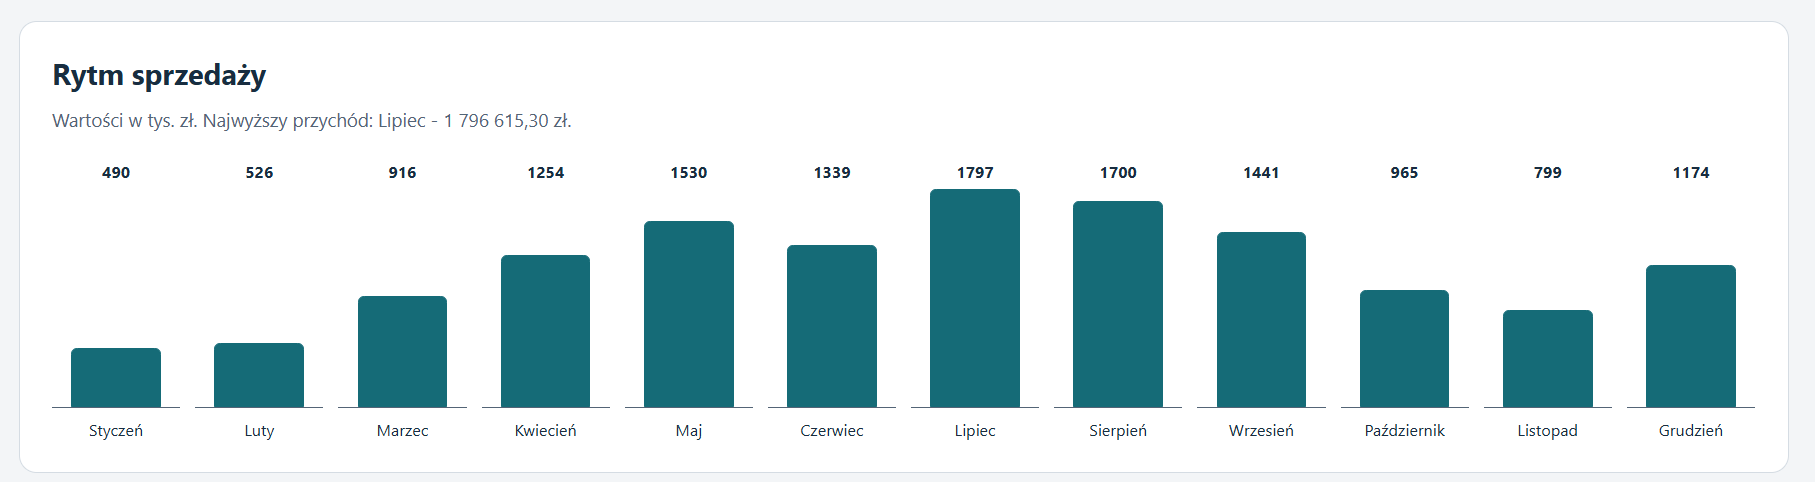 Rytm sprzedaży
Wartości w tys. zł. Najwyższy przychód: Lipiec - 1 796 615,30 zł.
490 526 916 1254 1530 1339 1797 1700 1441 965 799 1174
Styczeń Luty Marzec Kwiecień Maj Czerwiec Lipiec Sierpień Wrzesień Październik Listopad Grudzień